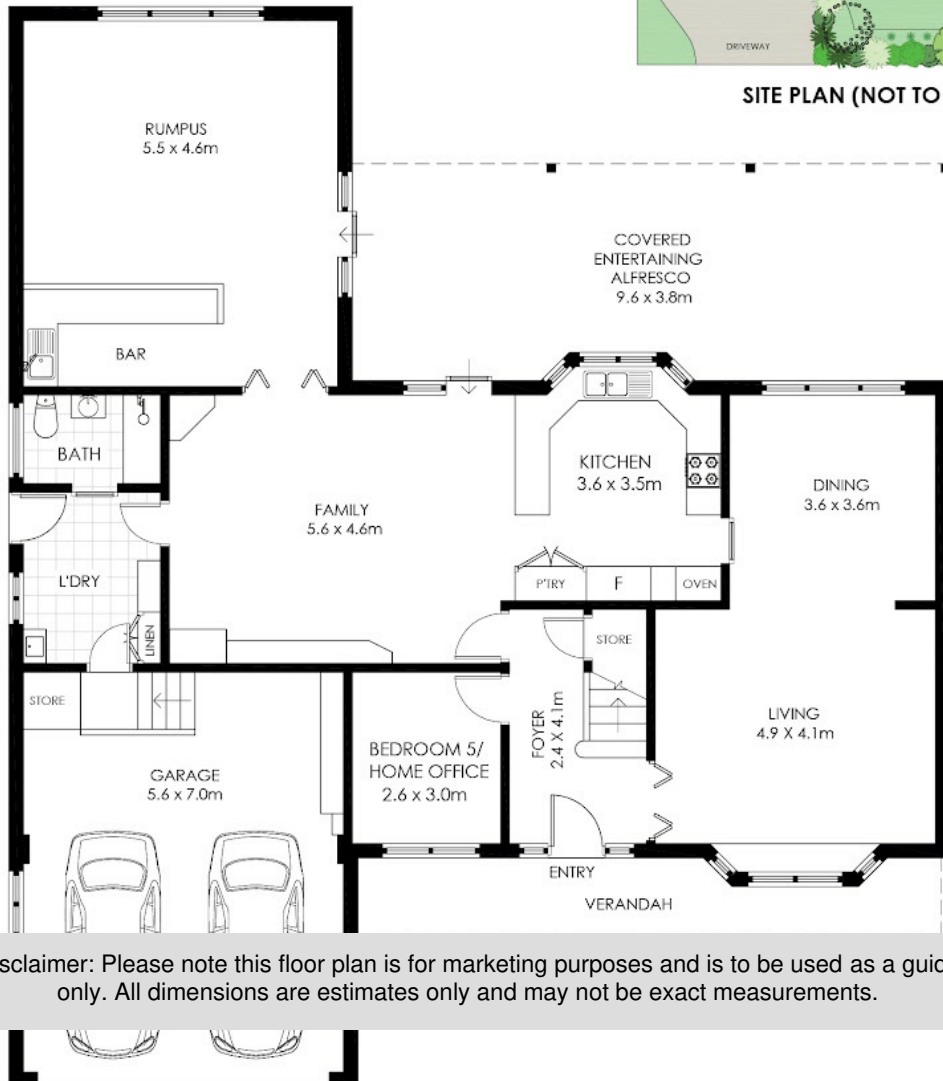 DRIVEWAY
SITE PLAN (NOT TO
RUMPUS
5.5 x 4.6m
COVERED
ENTERTAINING
ALFRESCO
9.6 x 3.8m
BAR
BATH
KITCHEN
3.6 x 3.5m
DINING
3.6 x 3.6m
FAMILY
5.6 x 4.6m
L'DRY
P'TRY
F
OVEN
LINEN
STORE
STORE
FOYER
2.4 X 4.1m
LIVING
4.9 X 4.1m
BEDROOM 5/
HOME OFFICE
2.6 x 3.0m
GARAGE
5.6 x 7.0m
ENTRY
VERANDAH
sclaimer: Please note this floor plan is for marketing purposes and is to be used as a guid
only. All dimensions are estimates only and may not be exact measurements.